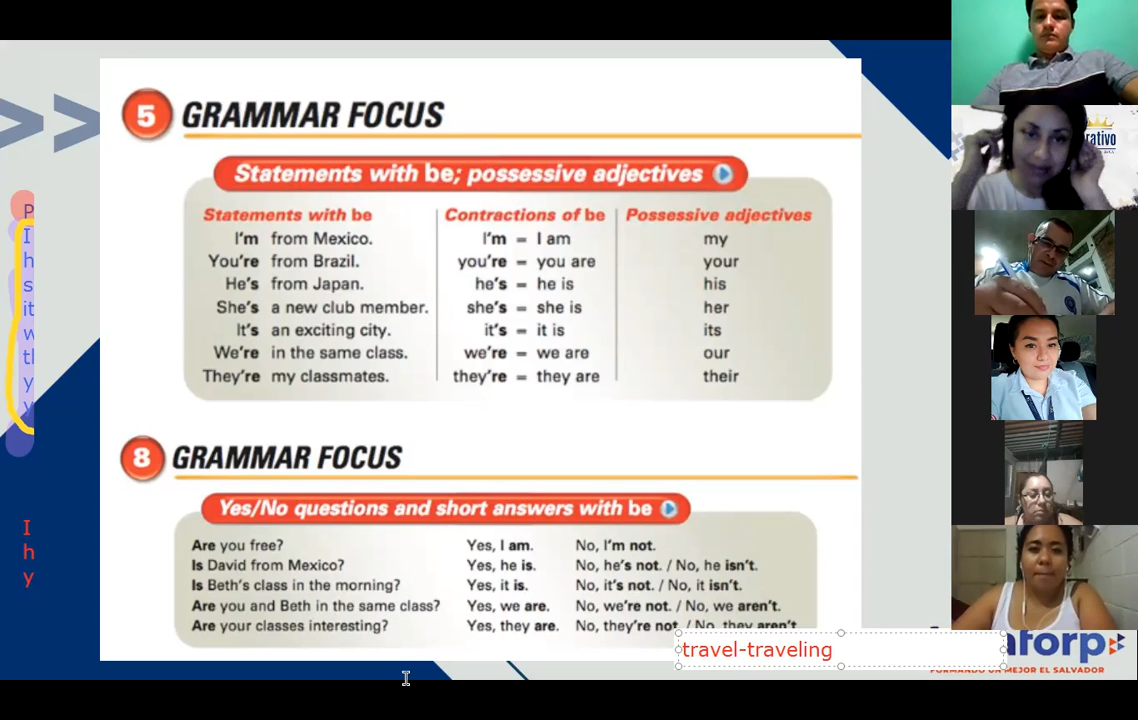 >>
5 GRAMMAR FOCUS
Statements with be; possessive adjectives
Statements with be Contractions of be Possessive adjectives
I'm from Mexico. I'm = I am my
You're from Brazil. you're = you are your
He's from Japan. he's = he is his
She's a new club member. she's = she is her
It's an exciting city. it's = it is its
We're in the same class. we're = we are our
They're my classmates. they're = they are their
8 GRAMMAR FOCUS
Yes/No questions and short answers with be
Are you free? Yes, I am. No, I'm not.
Is David from Mexico? Yes, he is. No, he's not. / No, he isn't.
Is Beth's class in the morning? Yes, it is. No, it's not. / No, it isn't.
Are you and Beth in the same class? Yes, we are. No, we're not. / No, we aren't.
Are your classes interesting? Yes, they are. No, they're not. / No, they aren't
travel-traveling
P
I
h
s
it
w
y
I
h
y
rativo
atorp
FORMANDO UN MEJOR EL SALVADOR